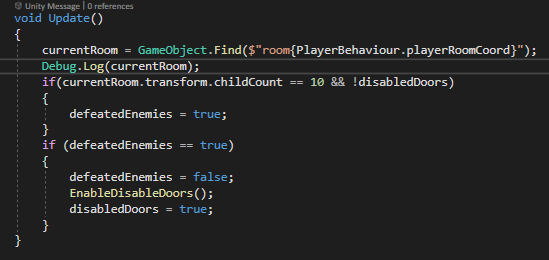 Unity Message | 0 references
void Update()
{
currentRoom = GameObject.Find($"room{PlayerBehaviour.playerRoomCoord}");
Debug.Log(currentRoom);
if(currentRoom.transform.childCount == 10 && !disabledDoors)
{
defeatedEnemies = true;
}
if (defeatedEnemies == true)
{
defeatedEnemies = false;
EnableDisableDoors();
disabledDoors = true;
}
}